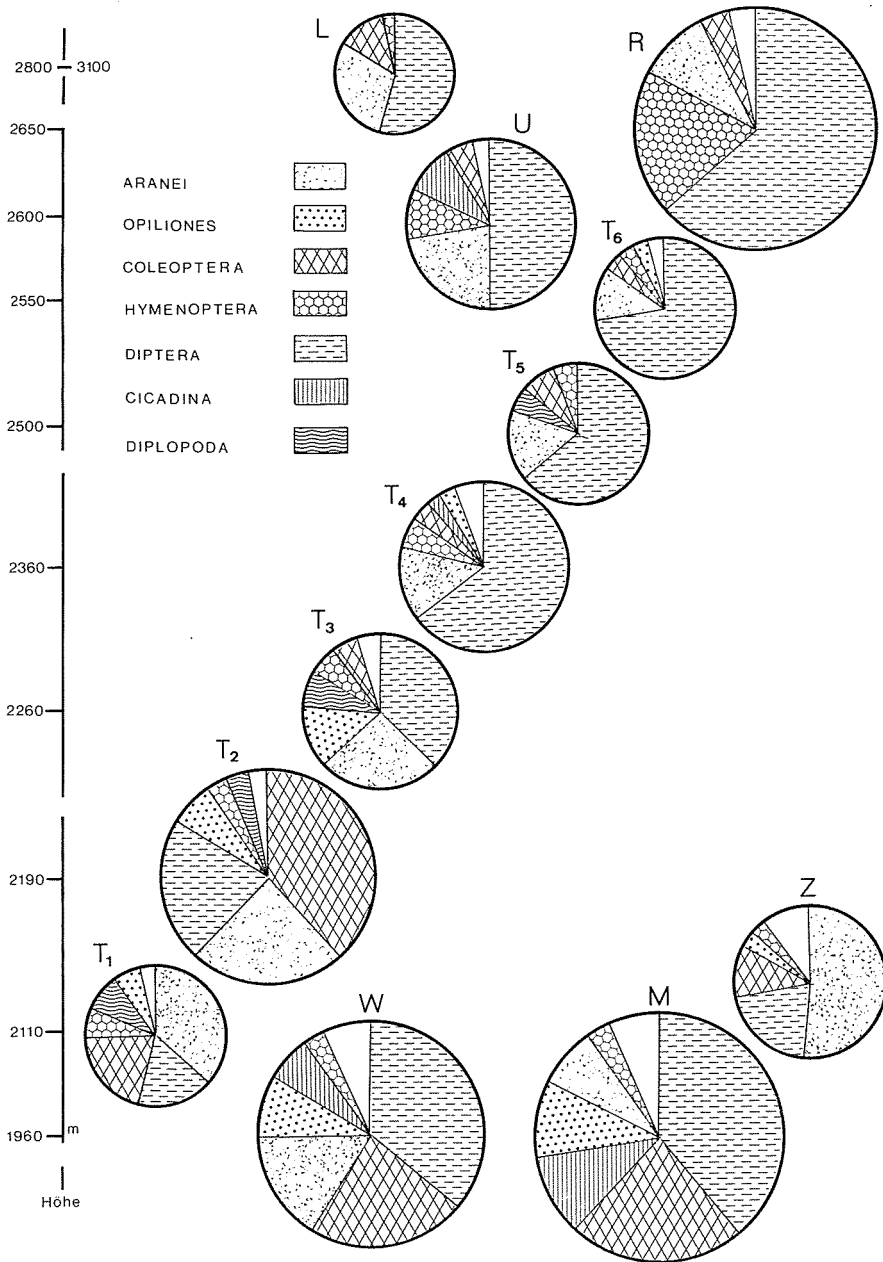 L
R
2800 3100
2650
U
ARANEI
OPILIONES
COLEOPTERA
HYMENOPTERA
DIPTERA
CICADINA
DIPLOPODA
2600
T6
2550
T5
2500
T4
2360
T3
2260
T2
2190
Z
T1
2110
W
M
1960 m
Höhe